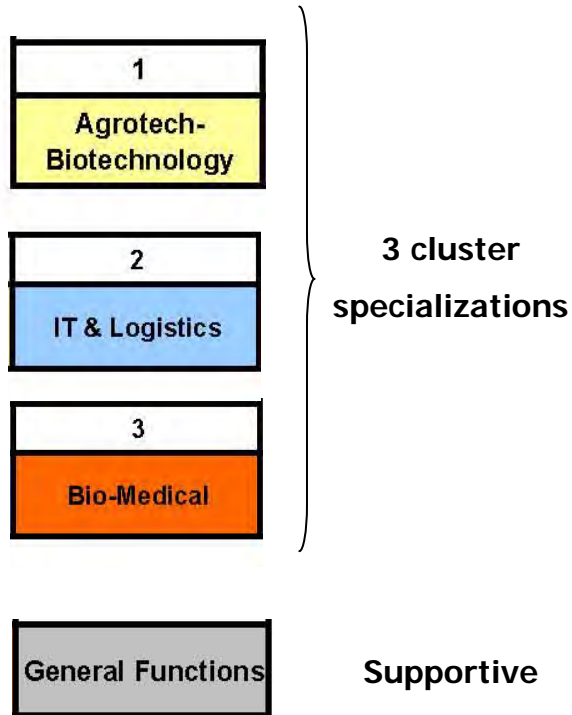 1
Agrotech-
Biotechnology
2
IT & Logistics
3
Bio-Medical
3 cluster
specializations
General Functions
Supportive